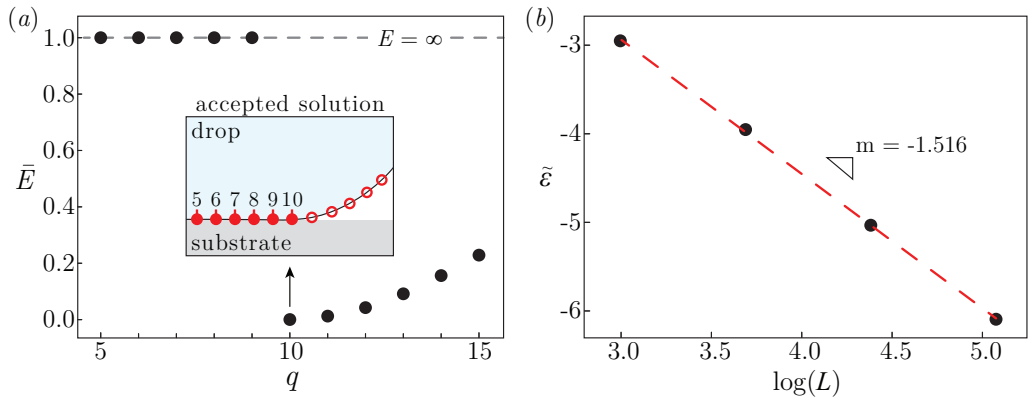 (a)
1.0
0.8
0.6
0.4
0.2
0.0
Ē
E = ∞
accepted solution
drop
5 6 7 8 9 10
substrate
5 10 15
q
(b)
-3
-4
-5
-6
ε̃
m = -1.516
3.0 3.5 4.0 4.5 5.0
log(L)